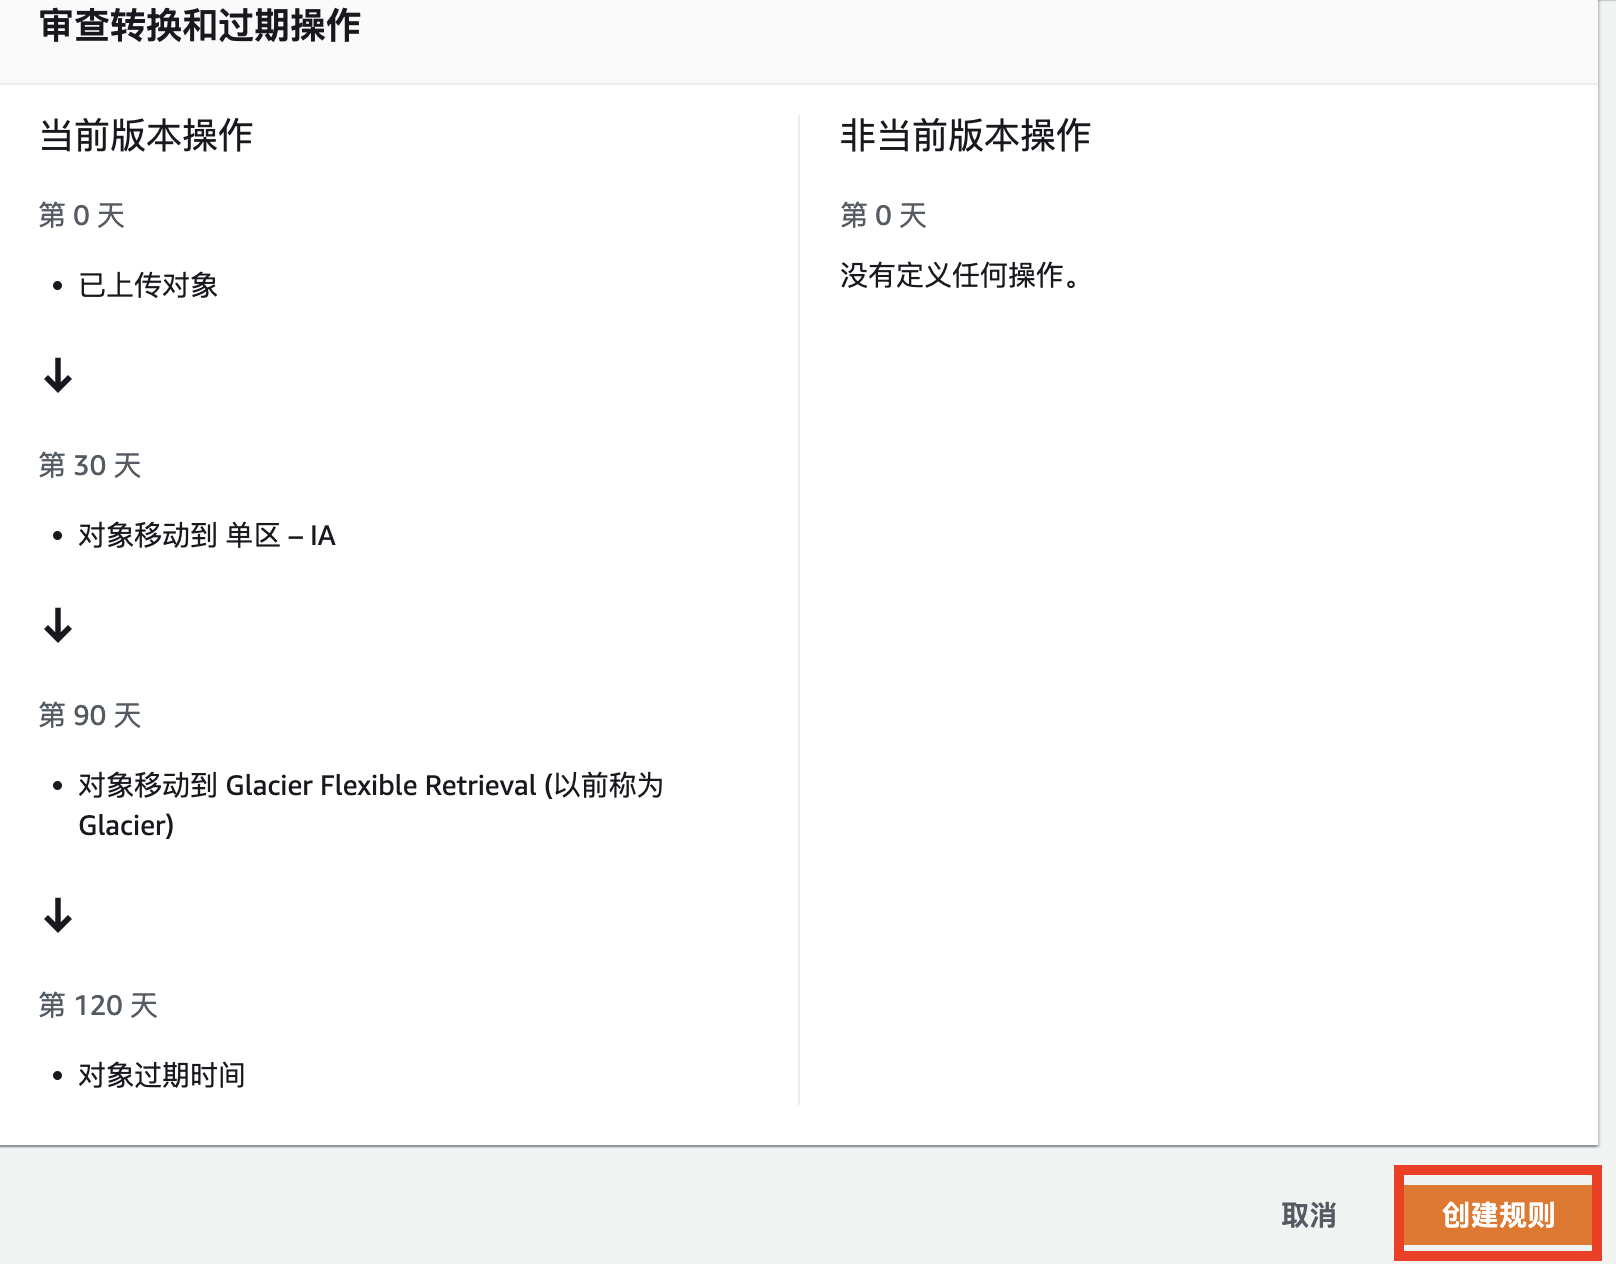 审查转换和过期操作
当前版本操作
第 0 天
• 已上传对象
第 30 天
• 对象移动到 单区 – IA
第 90 天
• 对象移动到 Glacier Flexible Retrieval (以前称为
Glacier)
第 120 天
• 对象过期时间
非当前版本操作
第 0 天
没有定义任何操作。
取消
创建规则